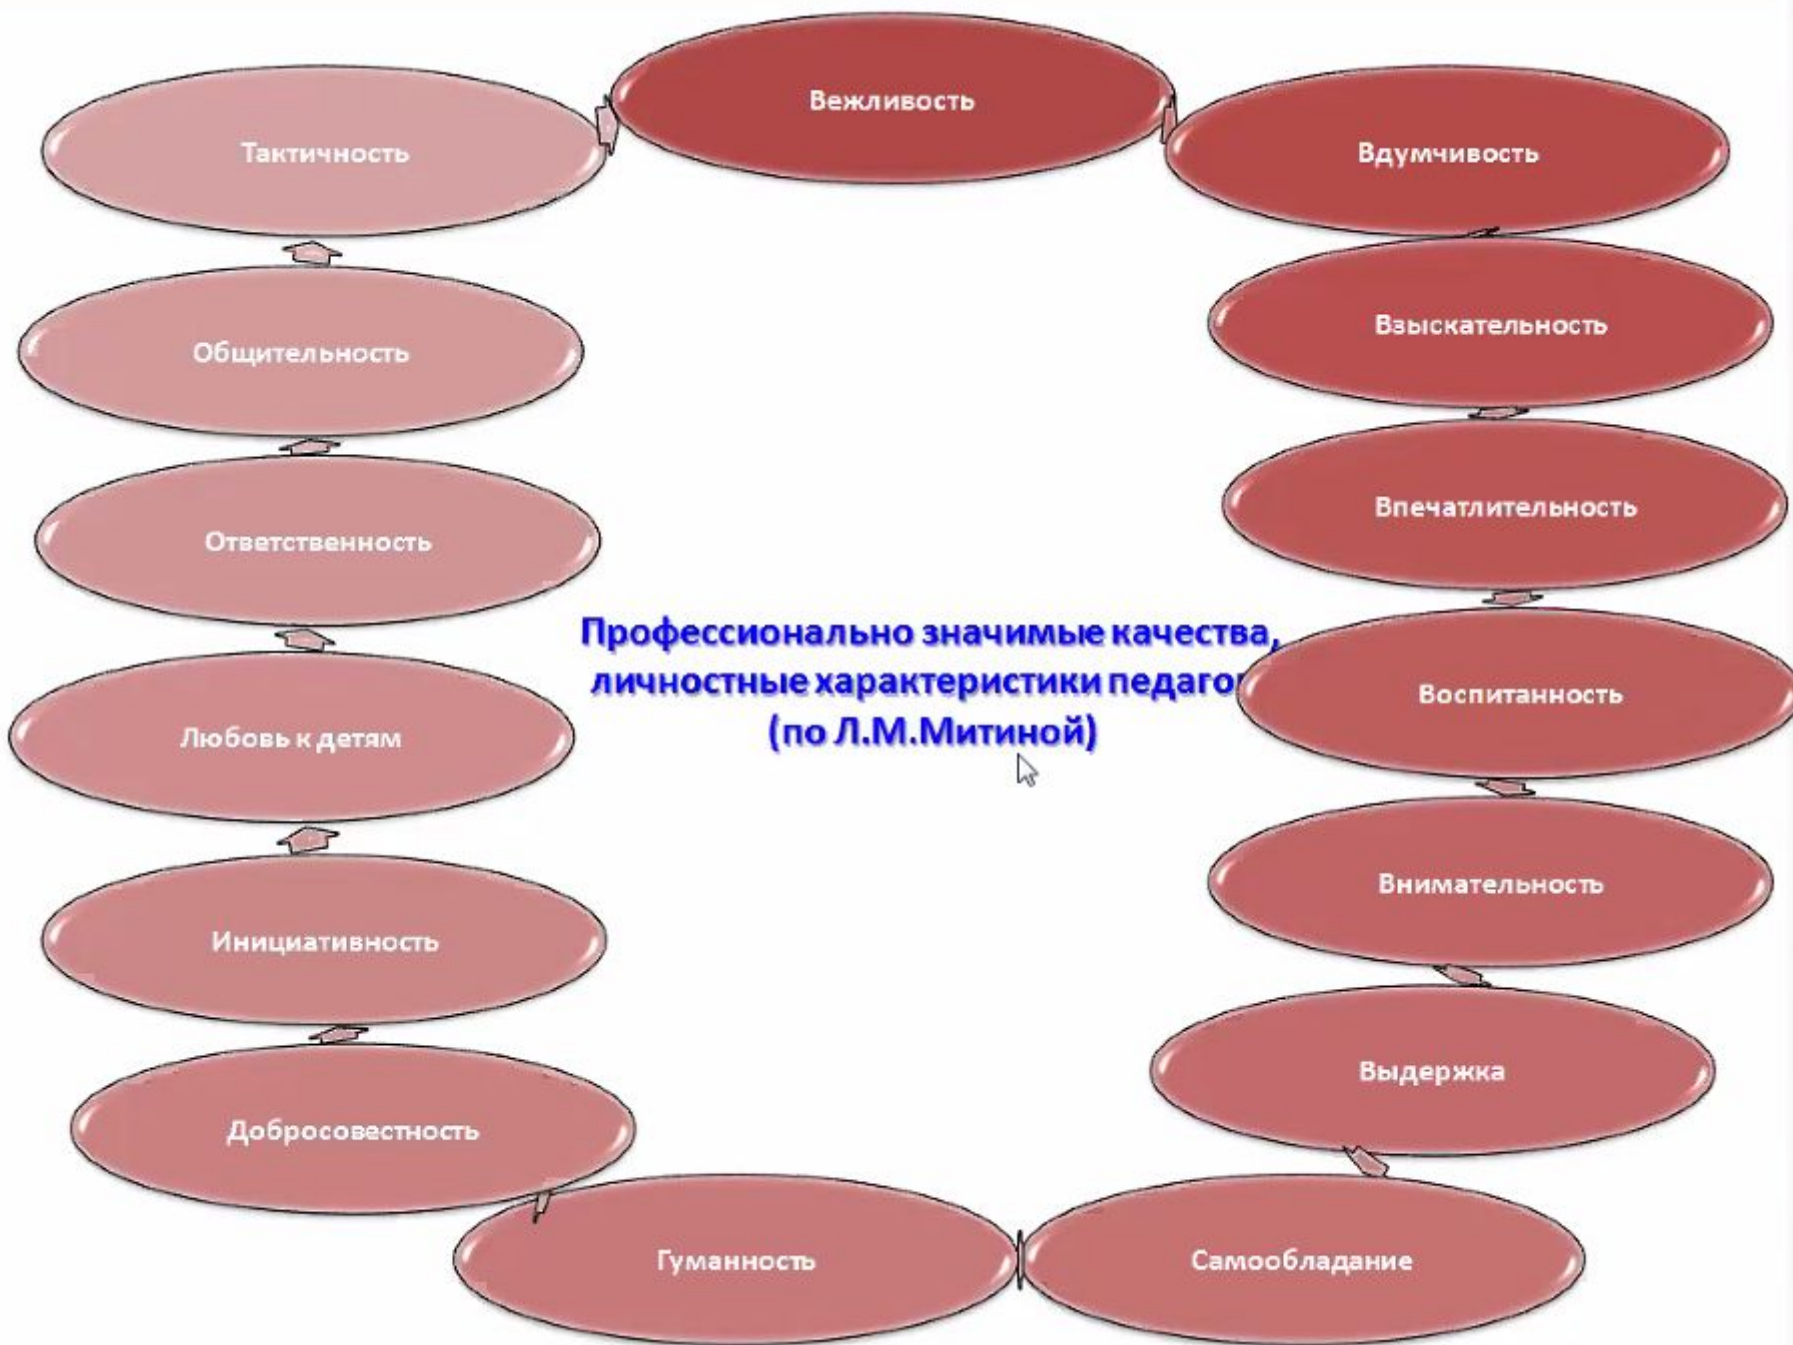 Вежливость
Вдумчивость
Взыскательность
Впечатлительность
Воспитанность
Внимательность
Выдержка
Самообладание
Гуманность
Добросовестность
Инициативность
Любовь к детям
Ответственность
Общительность
Тактичность
Профессионально значимые качества,
личностные характеристики
(по Л.М.Митиной)